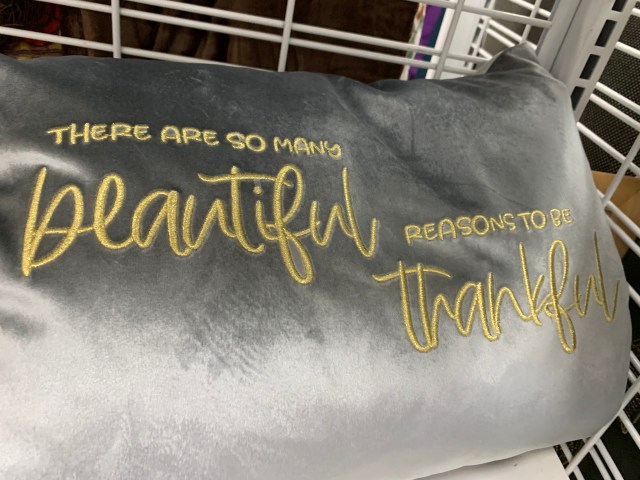 THERE ARE SO MANY
beautiful
REASONS TO BE
thankful